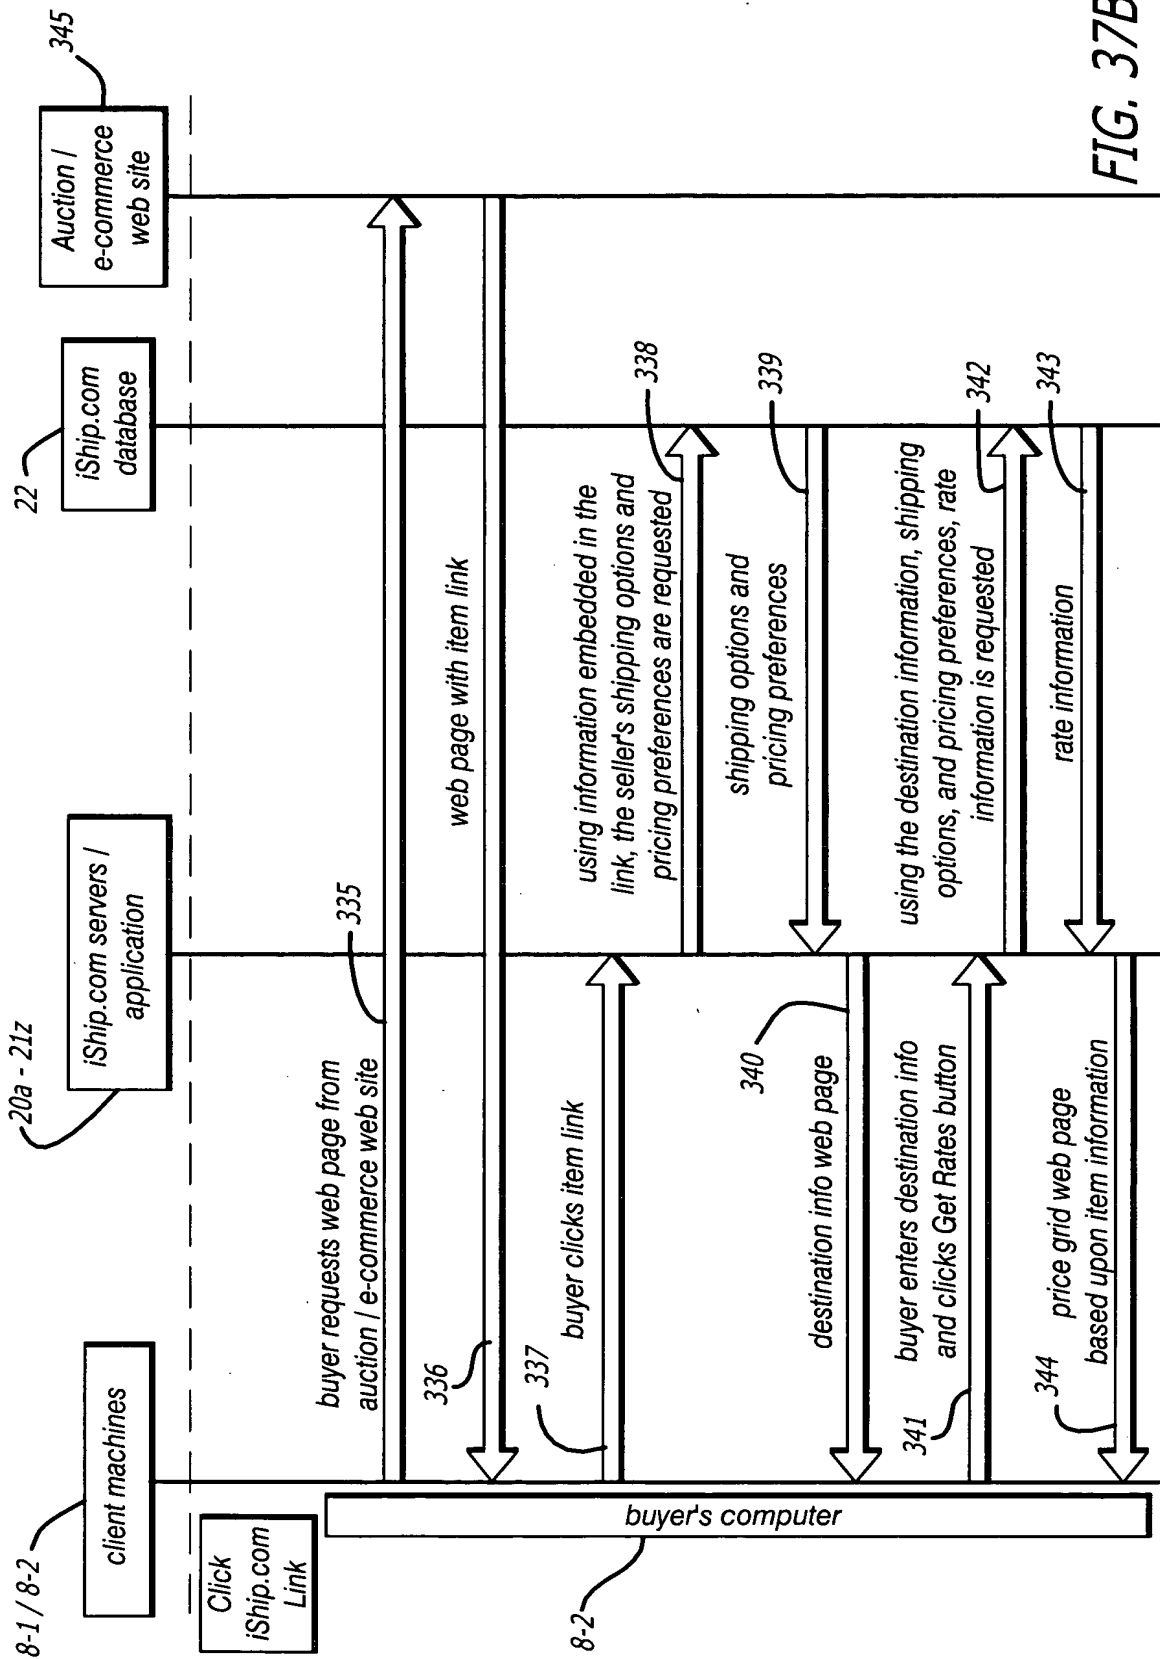 8-1 / 8-2
client machines
20a - 21z
iShip.com servers /
application
22
iShip.com
database
Auction /
e-commerce
web site
345
Click
iShip.com
Link
buyer's computer
8-2
buyer requests web page from
auction / e-commerce web site
335
336
web page with item link
337
buyer clicks item link
using information embedded in the
link, the seller's shipping options and
pricing preferences are requested
338
shipping options and
pricing preferences
339
340
destination info web page
341
buyer enters destination info
and clicks Get Rates button
using the destination information, shipping
options, and pricing preferences, rate
information is requested
342
rate information
343
344
price grid web page
based upon item information
FIG. 37B